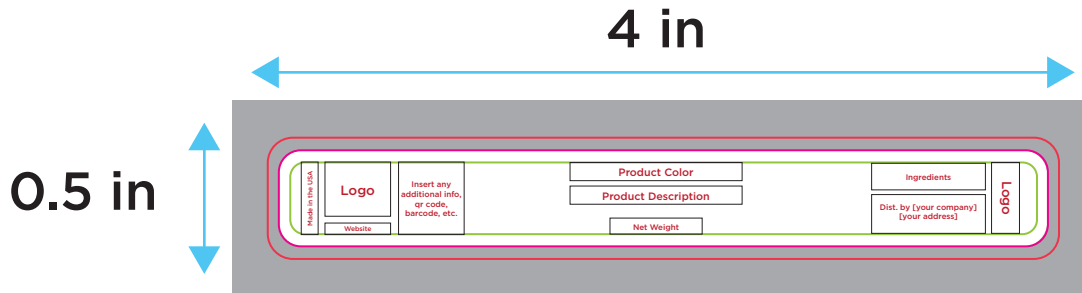 4 in
0.5 in
Made in the USA
Logo
Website
Insert any
additional info,
qr code,
barcode, etc.
Product Color
Product Description
Net Weight
Ingredients
Dist. by [your company]
[your address]
Logo